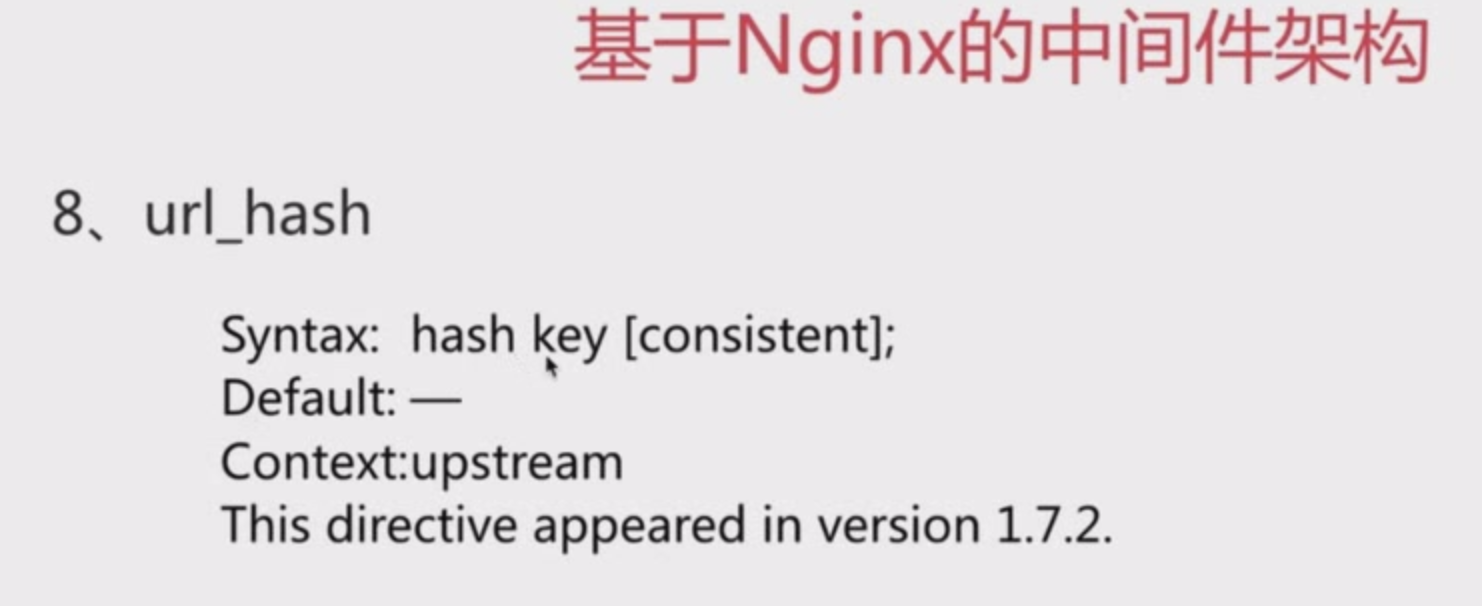 基于Nginx的中间件架构
8、url_hash
Syntax: hash key [consistent];
Default: —
Context:upstream
This directive appeared in version 1.7.2.